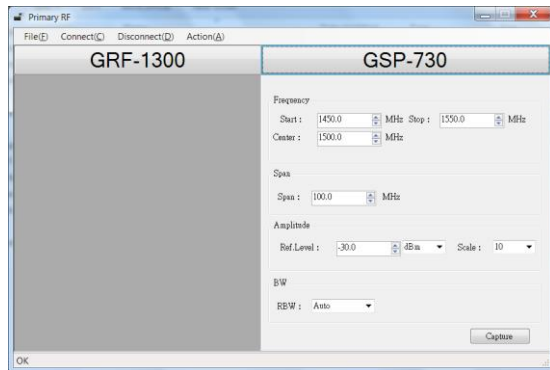 Primary RF
File(F) Connect(C) Disconnect(D) Action(A)
GRF-1300
GSP-730
Frequency
Start : 1450.0 MHz Stop : 1550.0 MHz
Center : 1500.0 MHz
Span
Span : 100.0 MHz
Amplitude
Ref.Level : -30.0 dBm Scale : 10
BW
RBW : Auto
Capture
OK